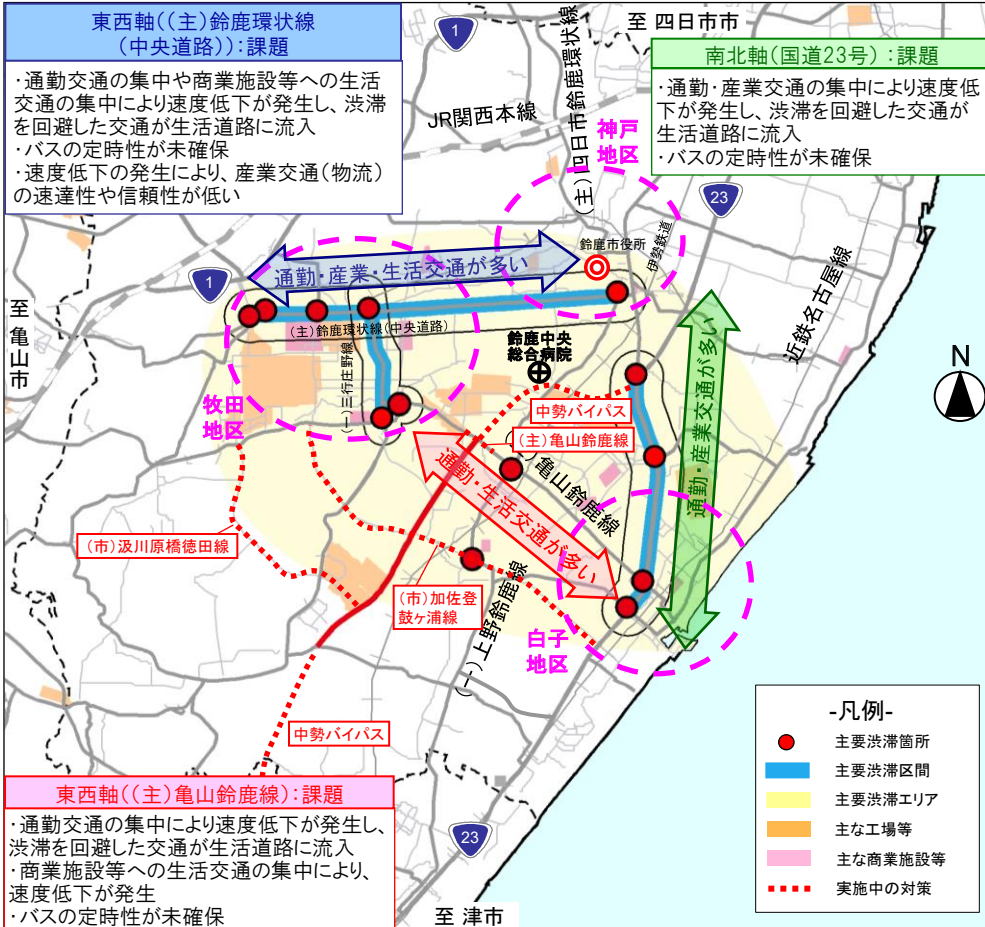 東西軸((主)鈴鹿環状線
(中央道路)):課題
・通勤交通の集中や商業施設等への生活
交通の集中により速度低下が発生し、渋滞
を回避した交通が生活道路に流入
・バスの定時性が未確保
・速度低下の発生により、産業交通(物流)
の速達性や信頼性が低い
至 四日市市
1
(主)四日市鈴鹿環状線
JR関西本線
南北軸(国道23号):課題
・通勤・産業交通の集中により速度低
下が発生し、渋滞を回避した交通が
生活道路に流入
・バスの定時性が未確保
神戸
地区
23
鈴鹿市役所
伊勢鉄道
通勤・産業・生活交通が多い
1
至 亀山市
(主)鈴鹿環状線(中央道路)
近鉄名古屋線
鈴鹿中央
総合病院
(一)三行庄野線
通勤・産業交通が多い
N
牧田
地区
中勢バイパス
(主)亀山鈴鹿線
)亀山鈴鹿線
通勤・生活交通が多い
(市)汲川原橋徳田線
(市)加佐登
鼓ヶ浦線
(一)上野鈴鹿線
白子
地区
中勢バイパス
東西軸((主)亀山鈴鹿線):課題
・通勤交通の集中により速度低下が発生し、
渋滞を回避した交通が生活道路に流入
・商業施設等への生活交通の集中により、
速度低下が発生
・バスの定時性が未確保
23
至 津市
-凡例-
主要渋滞箇所
主要渋滞区間
主要渋滞エリア
主な工場等
主な商業施設等
実施中の対策